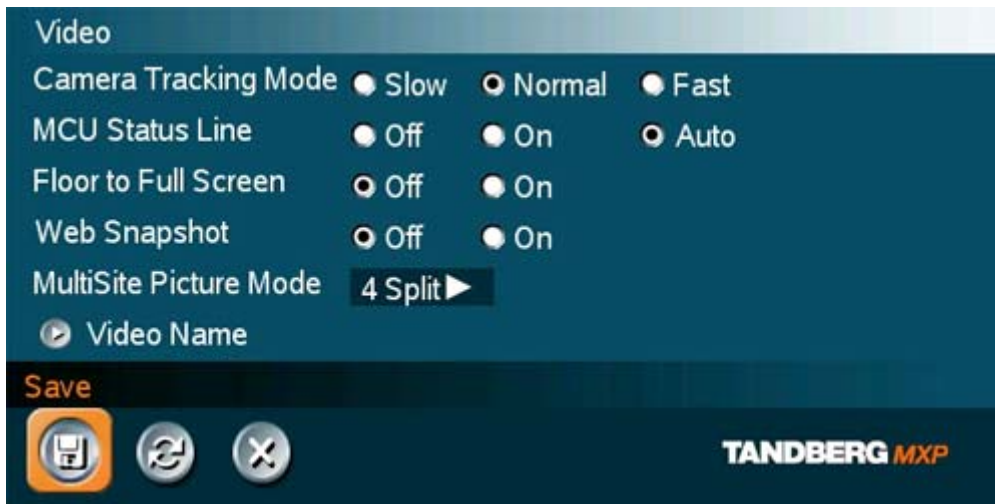 Video
Camera Tracking Mode Slow Normal Fast
MCU Status Line Off On Auto
Floor to Full Screen Off On
Web Snapshot Off On
MultiSite Picture Mode 4 Split
Video Name
Save
TANDBERG MXP